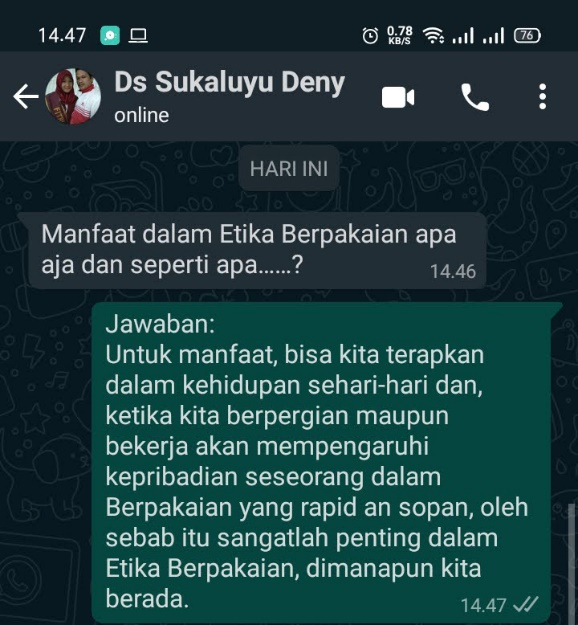 14.47
0.78
KB/S
76
Ds Sukaluyu Deny
online
HARI INI
Manfaat dalam Etika Berpakaian apa
aja dan seperti apa......?
14.46
Jawaban:
Untuk manfaat, bisa kita terapkan
dalam kehidupan sehari-hari dan,
ketika kita berpergian maupun
bekerja akan mempengaruhi
kepribadian seseorang dalam
Berpakaian yang rapid an sopan, oleh
sebab itu sangatlah penting dalam
Etika Berpakaian, dimanapun kita
berada.
14.47